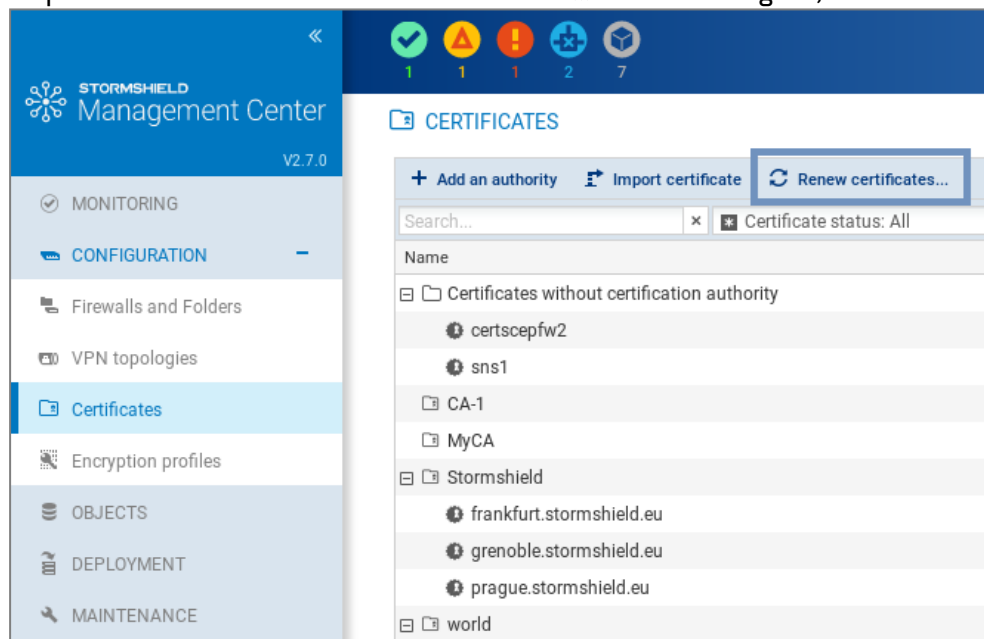 «
STORMSHIELD
Management Center
V2.7.0
1 1 1 2 7
CERTIFICATES
+ Add an authority Import certificate Renew certificates...
Search... × Certificate status: All
Name
MONITORING
CONFIGURATION −
Firewalls and Folders
VPN topologies
Certificates
Encryption profiles
OBJECTS
DEPLOYMENT
MAINTENANCE
Certificates without certification authority
certscepfw2
sns1
CA-1
MyCA
Stormshield
frankfurt.stormshield.eu
grenoble.stormshield.eu
prague.stormshield.eu
world